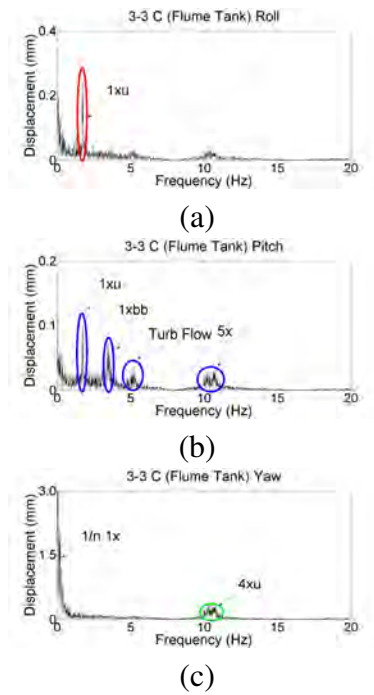 3-3 C (Flume Tank) Roll
0.4
0.2
0
Displacement (mm)
1xu
0 5 10 15 20
Frequency (Hz)
(a)
3-3 C (Flume Tank) Pitch
0.2
0.1
0
Displacement (mm)
1xu
1xbb
Turb Flow 5x
0 5 10 15 20
Frequency (Hz)
(b)
3-3 C (Flume Tank) Yaw
3.0
1.5
0
Displacement (mm)
1/n 1x
4xu
0 5 10 15 20
Frequency (Hz)
(c)